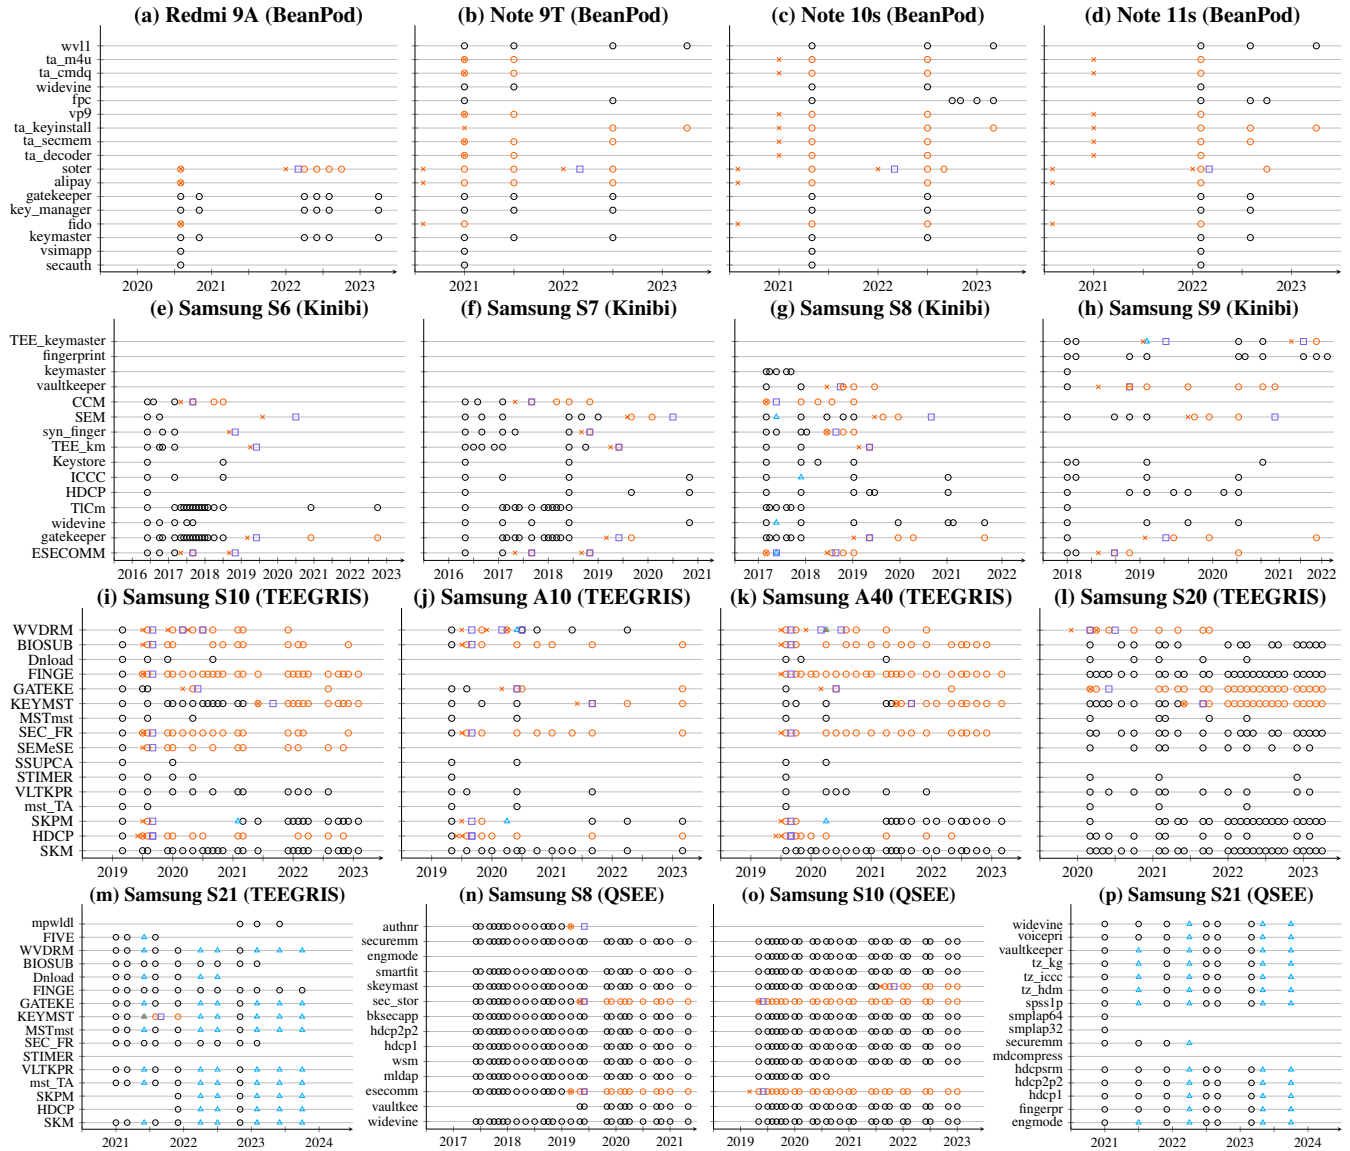 (a) Redmi 9A (BeanPod)
(b) Note 9T (BeanPod)
(c) Note 10s (BeanPod)
(d) Note 11s (BeanPod)
wvl1
ta_m4u
ta_cmdq
widevine
fpc
vp9
ta_keyinstall
ta_secmem
ta_decoder
soter
alipay
gatekeeper
key_manager
fido
keymaster
vsimapp
secauth
2020 2021 2022 2023
2021 2022 2023
2021 2022 2023
2021 2022 2023
(e) Samsung S6 (Kinibi)
(f) Samsung S7 (Kinibi)
(g) Samsung S8 (Kinibi)
(h) Samsung S9 (Kinibi)
TEE_keymaster
fingerprint
keymaster
vaultkeeper
CCM
SEM
syn_finger
TEE_km
Keystore
ICCC
HDCP
TlCm
widevine
gatekeeper
ESECOMM
2016 2017 2018 2019 2020 2021 2022 2023
2016 2017 2018 2019 2020 2021
2017 2018 2019 2020 2021 2022
2018 2019 2020 2021 2022
(i) Samsung S10 (TEEGRIS)
(j) Samsung A10 (TEEGRIS)
(k) Samsung A40 (TEEGRIS)
(l) Samsung S20 (TEEGRIS)
WVDRM
BIOSUB
Dnload
FINGE
GATEKE
KEYMST
MSTmst
SEC_FR
SEMeSE
SSUPCA
STIMER
VLTKPR
mst_TA
SKPM
HDCP
SKM
2019 2020 2021 2022 2023
2019 2020 2021 2022 2023
2019 2020 2021 2022 2023
2020 2021 2022 2023
(m) Samsung S21 (TEEGRIS)
(n) Samsung S8 (QSEE)
(o) Samsung S10 (QSEE)
(p) Samsung S21 (QSEE)
mpwldl
FIVE
WVDRM
BIOSUB
Dnload
FINGE
GATEKE
KEYMST
MSTmst
SEC_FR
STIMER
VLTKPR
mst_TA
SKPM
HDCP
SKM
2021 2022 2023 2024
authnr
securemm
engmode
smartfit
skeymast
sec_stor
bksecapp
hdcp2p2
hdcp1
wsm
mldap
esecomm
vaultkee
widevine
2017 2018 2019 2020 2021
2019 2020 2021 2022 2023
widevine
voicepri
vaultkeeper
tz_kg
tz_iccc
tz_hdm
spss1p
smplap64
smplap32
securemm
mdcompress
hdcpsrm
hdcp2p2
hdcp1
fingerpr
engmode
2021 2022 2023 2024